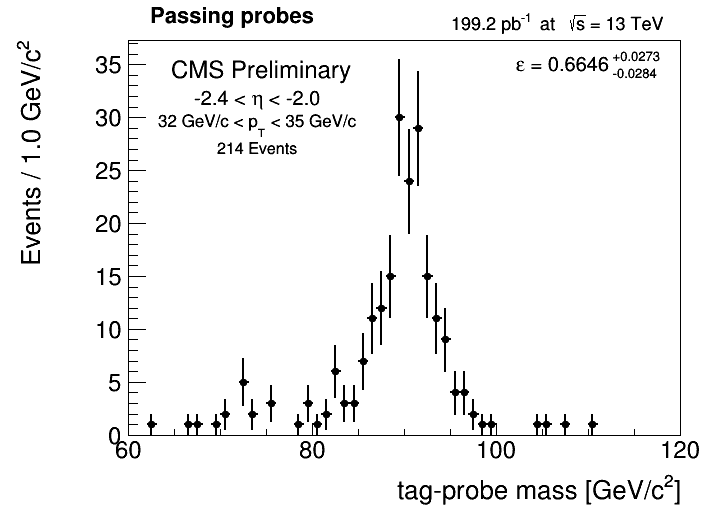 Passing probes
199.2 pb⁻¹ at √s = 13 TeV
CMS Preliminary
ε = 0.6646 +0.0273 -0.0284
-2.4 < η < -2.0
32 GeV/c < p_T < 35 GeV/c
214 Events
Events / 1.0 GeV/c²
35
30
25
20
15
10
5
0
60 80 100 120
tag-probe mass [GeV/c²]